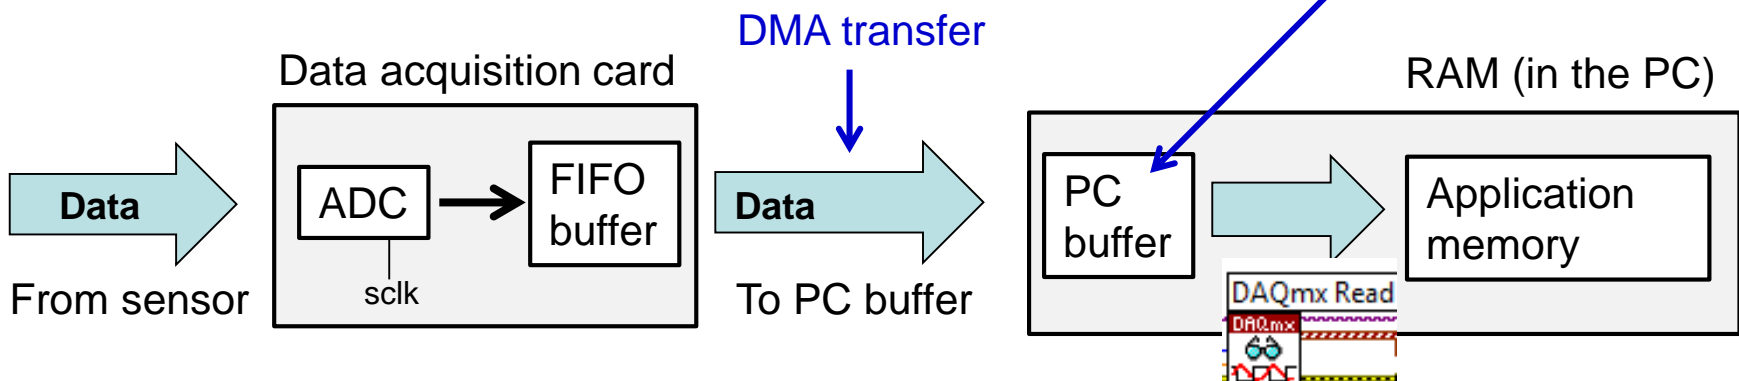 DMA transfer
Data acquisition card
RAM (in the PC)
Data
ADC
FIFO
buffer
Data
PC
buffer
Application
memory
From sensor
sclk
To PC buffer
DAQmx Read
DAQmx